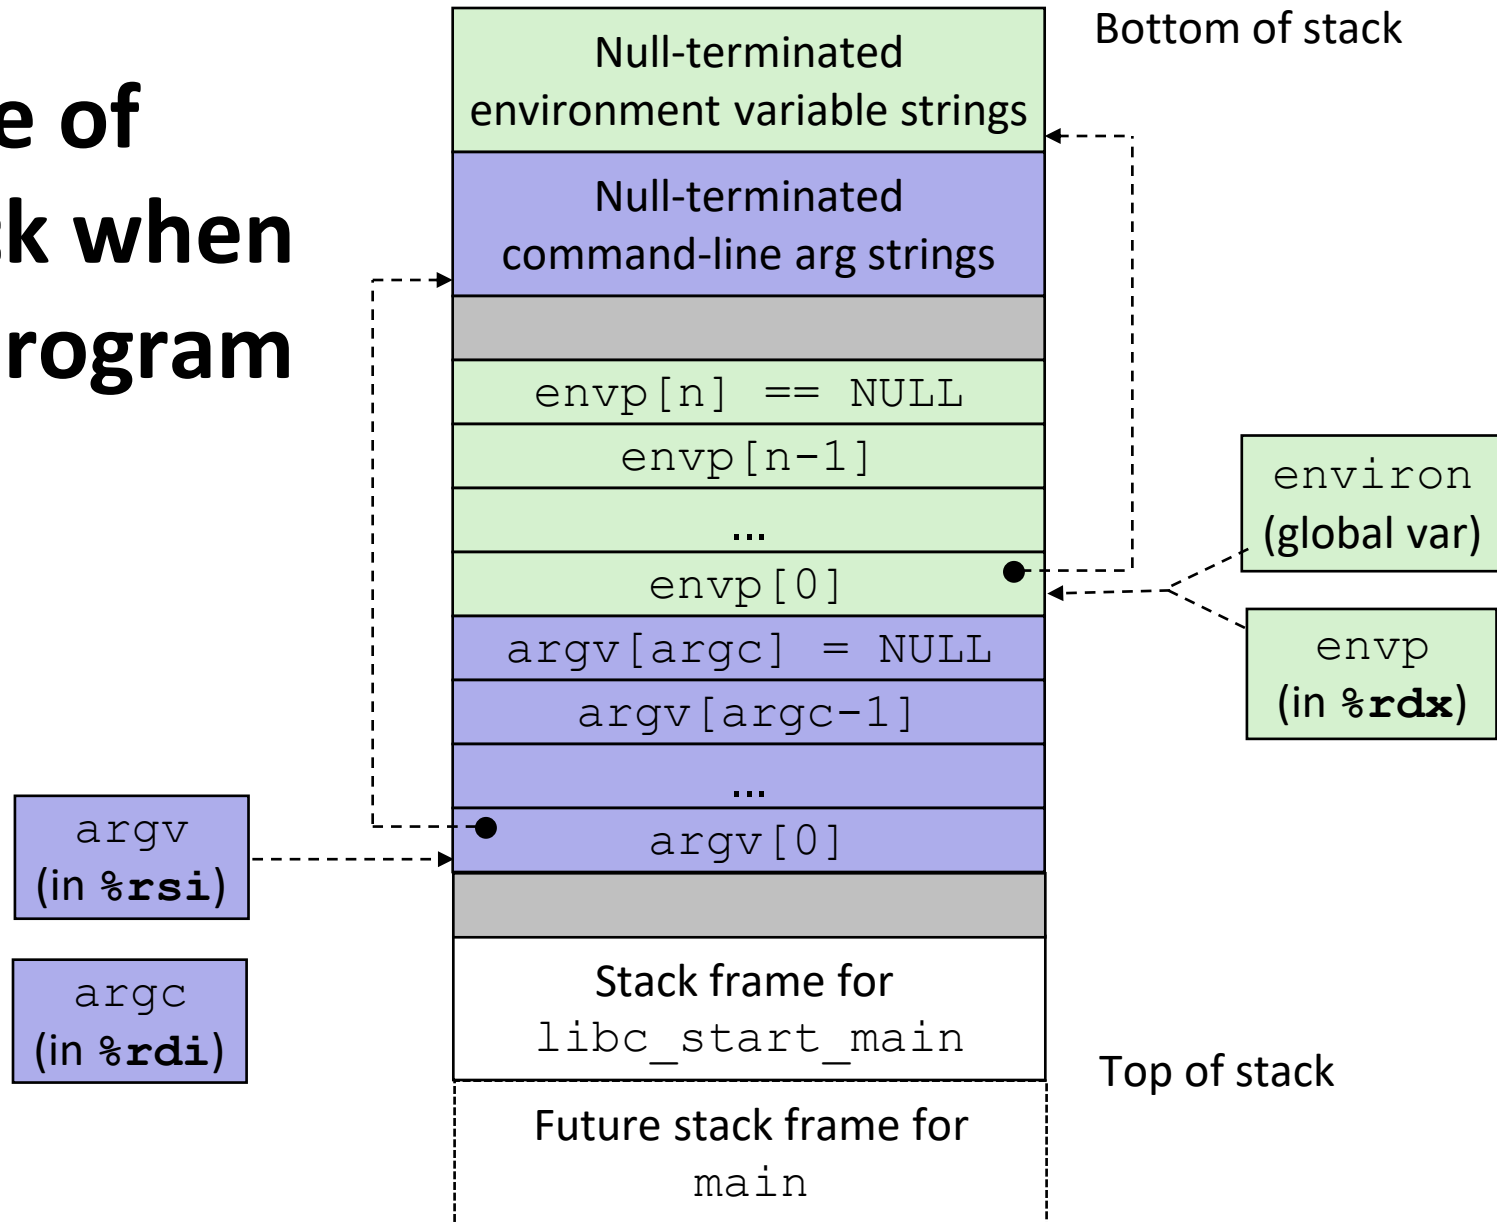 e of
k when
rogram
Bottom of stack
Null-terminated
environment variable strings
Null-terminated
command-line arg strings
envp[n] == NULL
envp[n-1]
...
envp[0]
argv[argc] = NULL
argv[argc-1]
...
argv[0]
environ
(global var)
envp
(in %rdx)
argv
(in %rsi)
argc
(in %rdi)
Stack frame for
libc_start_main
Top of stack
Future stack frame for
main